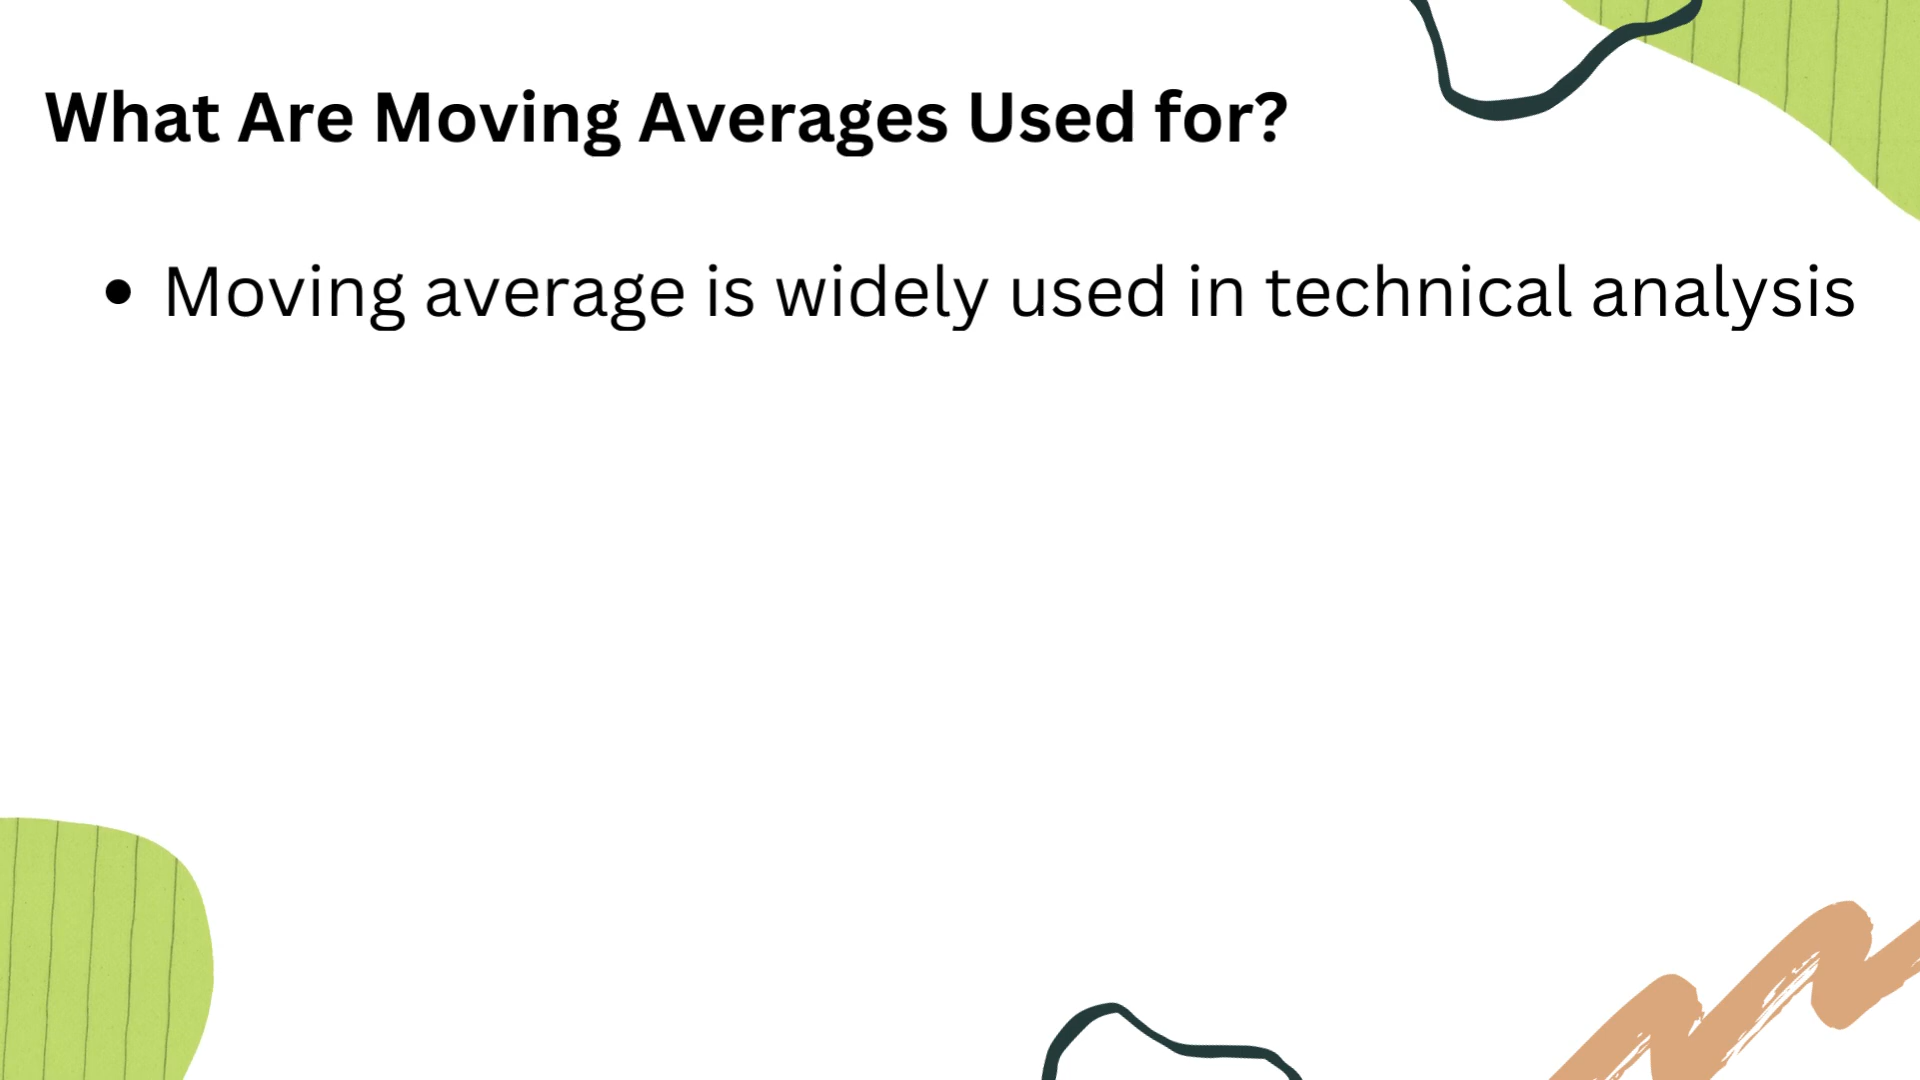 What Are Moving Averages Used for?
• Moving average is widely used in technical analysis